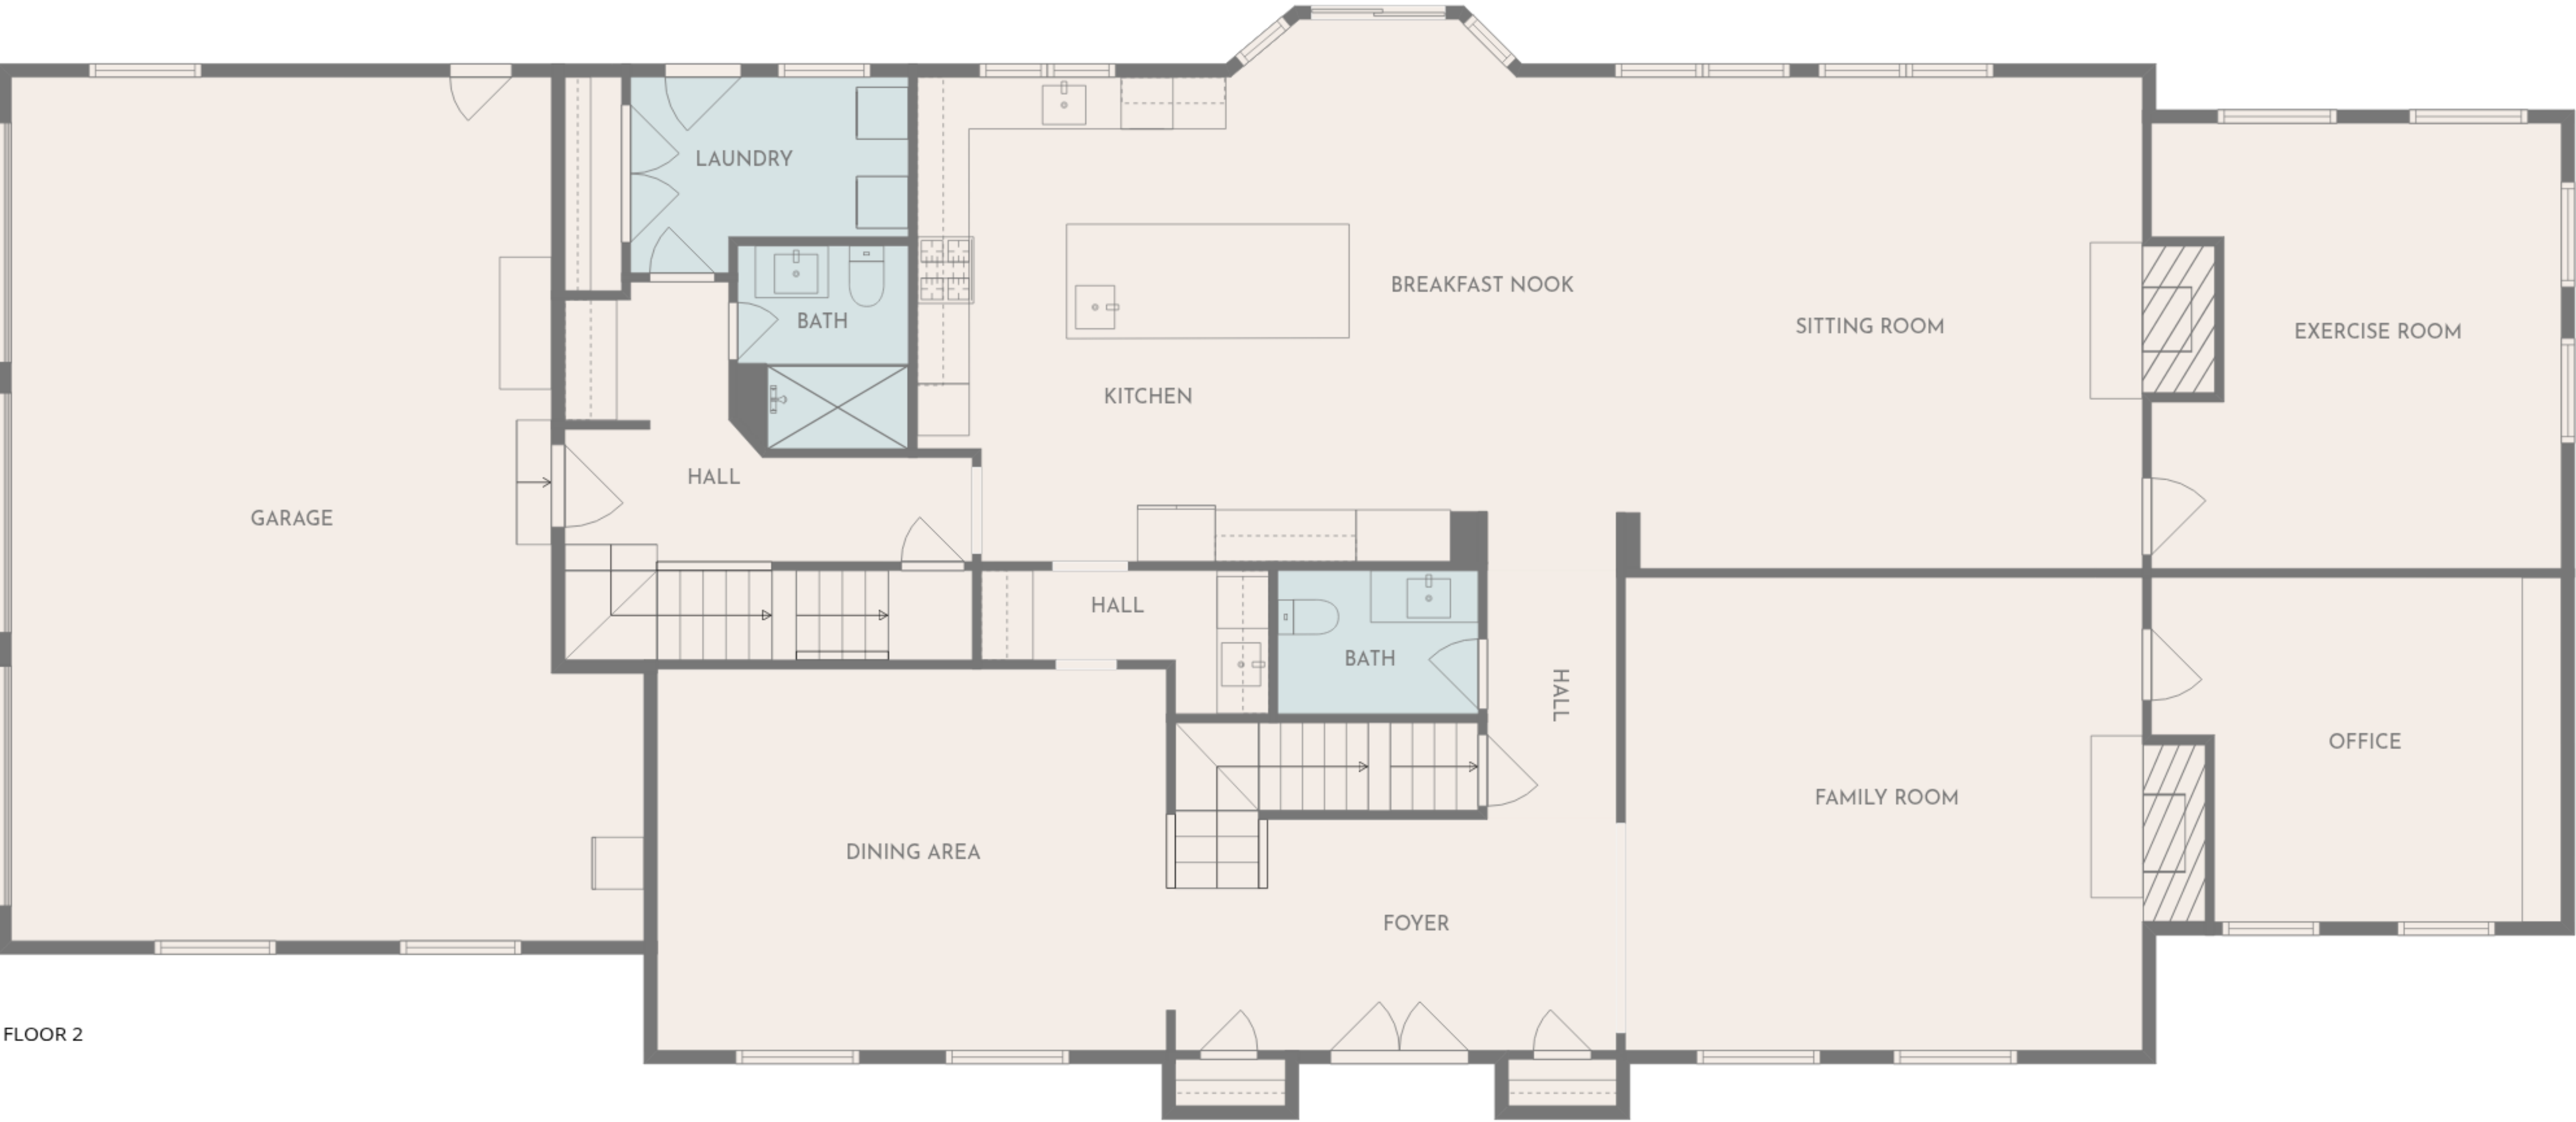 LAUNDRY
BREAKFAST NOOK
BATH
SITTING ROOM
EXERCISE ROOM
KITCHEN
HALL
GARAGE
HALL
BATH
HALL
OFFICE
FAMILY ROOM
DINING AREA
FOYER
FLOOR 2